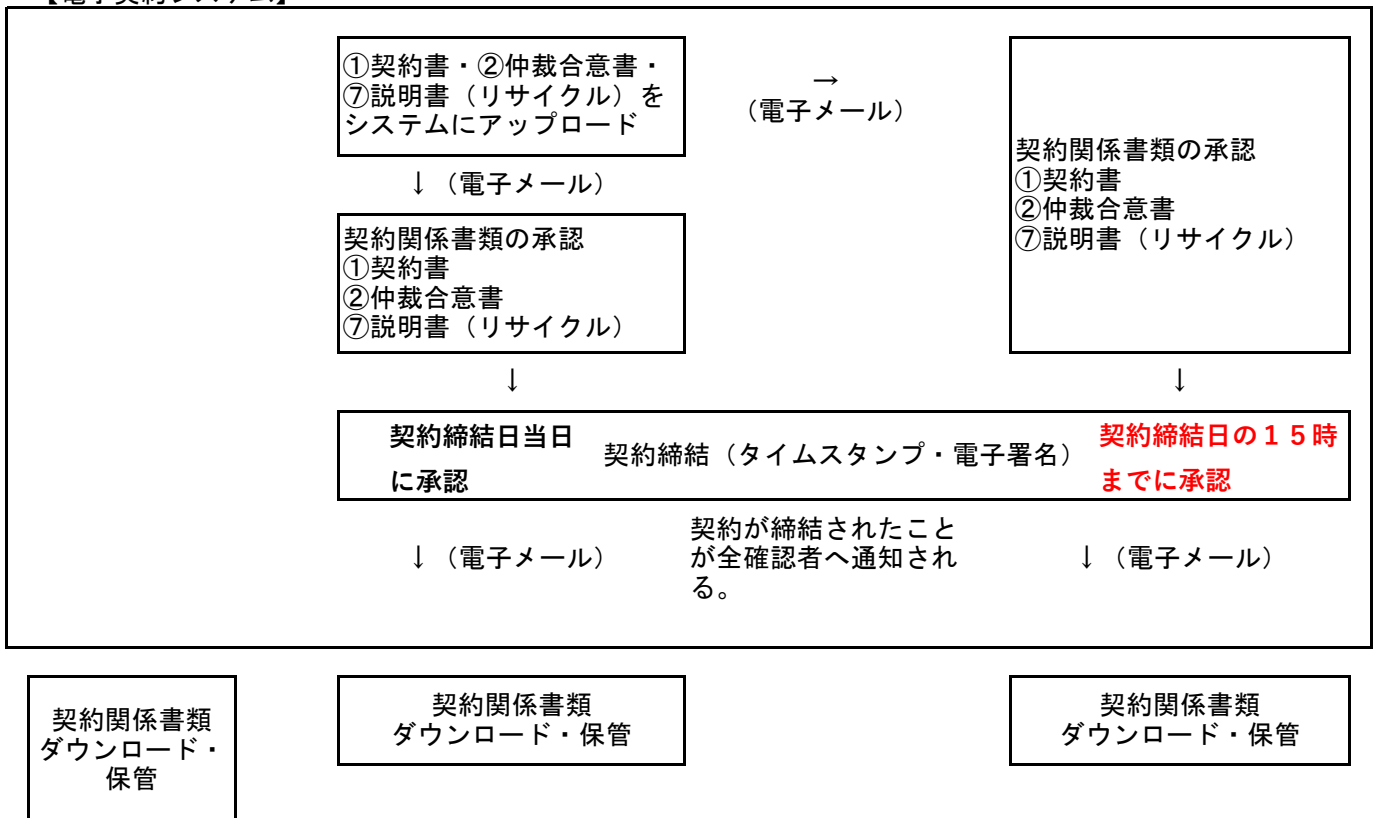 【電子契約システム】
①契約書・②仲裁合意書・
⑦説明書（リサイクル）を
システムにアップロード
→
（電子メール）
↓（電子メール）
契約関係書類の承認
①契約書
②仲裁合意書
⑦説明書（リサイクル）
契約関係書類の承認
①契約書
②仲裁合意書
⑦説明書（リサイクル）
↓
↓
契約締結日当日
に承認
契約締結（タイムスタンプ・電子署名）
契約締結日の１５時
までに承認
↓（電子メール）
契約が締結されたこと
が全確認者へ通知され
る。
↓（電子メール）
契約関係書類
ダウンロード・
保管
契約関係書類
ダウンロード・保管
契約関係書類
ダウンロード・保管